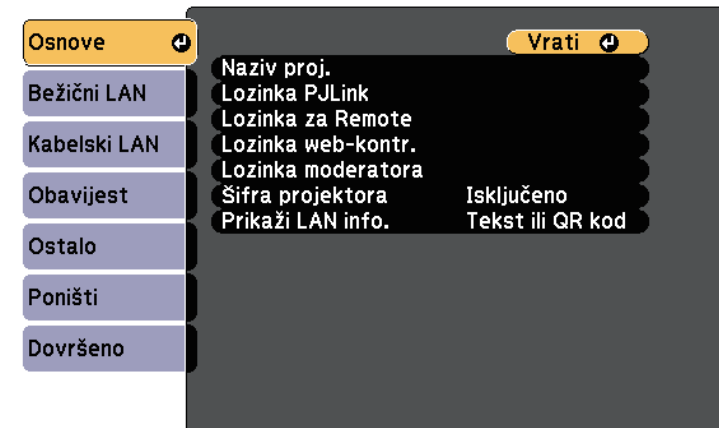 Osnove
Bežični LAN
Kabelski LAN
Obavijest
Ostalo
Poništi
Dovršeno
Vrati
Naziv proj.
Lozinka PJLink
Lozinka za Remote
Lozinka web-kontr.
Lozinka moderatora
Šifra projektora Isključeno
Prikaži LAN info. Tekst ili QR kod